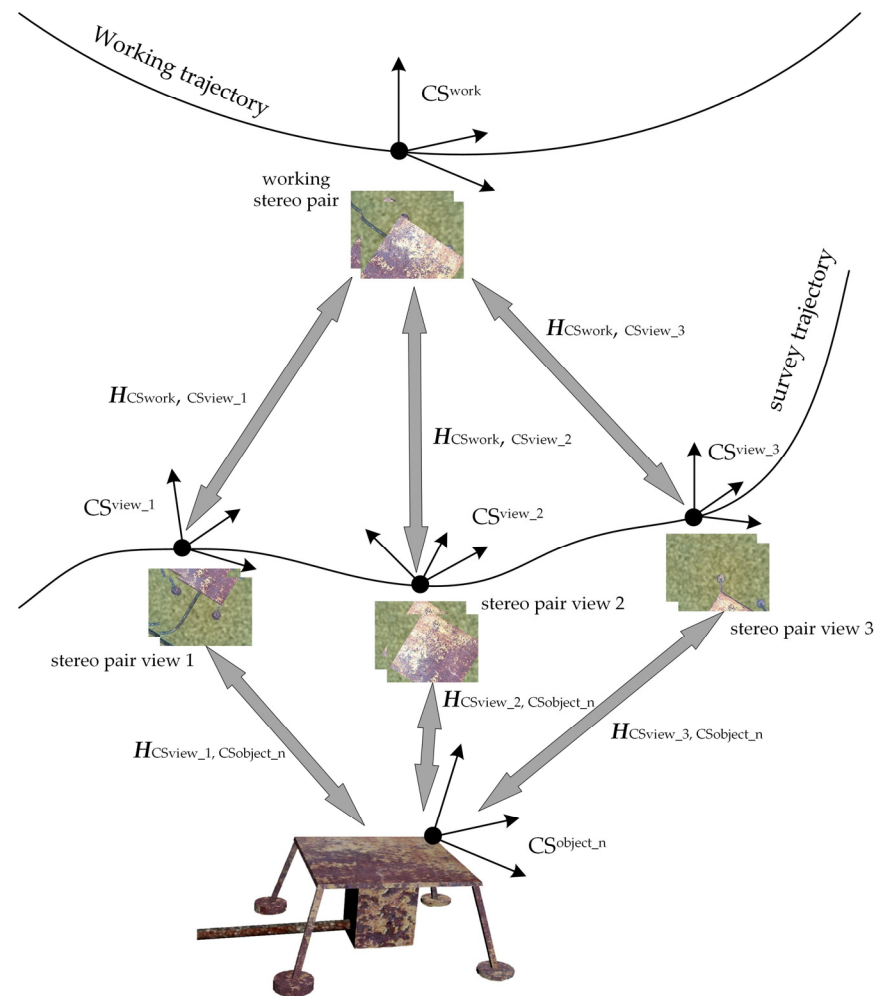 Working trajectory
CSwork
working
stereo pair
survey trajectory
HCSwork, CSview_3
HCSwork, CSview_1
HCSwork, CSview_2
CSview_3
CSview_1
CSview_2
stereo pair view 2
stereo pair view 3
stereo pair view 1
HCSview_2, CSobject_n
HCSview_3, CSobject_n
HCSview_1, CSobject_n
CSobject_n